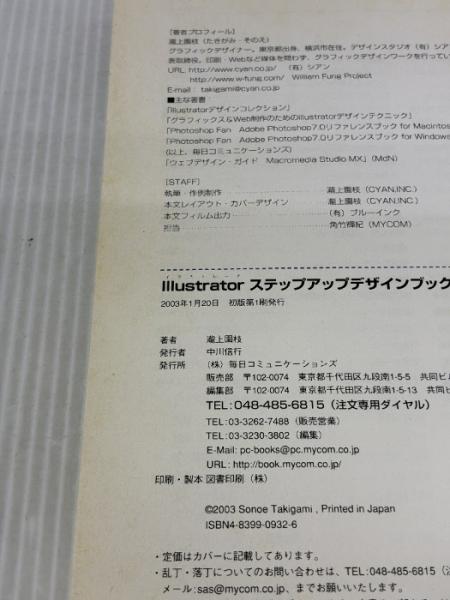 [著者プロフィール]
瀧上園枝(たきがみ・そのえ)
グラフィックデザイナー。東京都出身、横浜市在住。デザインスタジオ(有)シアン
表取締役。印刷・Webなど媒体を問わず、グラフィックデザインワークを行ってい
URL: http://www.cyan.co.jp/ (有)シアン
http://www.w-fung.com/ William Fung Project
E-mail : takigami@cyan.co.jp
■主な著書
「Illustratorデザインコレクション」
「グラフィックス&Web制作のためのIllustratorデザインテクニック」
「Photoshop Fan Adobe Photoshop7.0リファレンスブック for Macintos
「Photoshop Fan Adobe Photoshop7.0リファレンスブック for Window
(以上、毎日コミュニケーションズ)
「ウェブデザイン・ガイド Macromedia Studio MX」(MdN)
[STAFF]
執筆・作例制作 瀧上園枝(CYAN,INC.)
本文レイアウト・カバーデザイン 瀧上園枝(CYAN,INC.)
本文フィルム出力 (有)ブルーインク
担当 角竹輝紀(MYCOM)
イラストレータ
Illustrator ステップアップデザインブック
2003年1月20日 初版第1刷発行
著者 瀧上園枝
発行者 中川信行
発行所 (株)毎日コミュニケーションズ
販売部 〒102-0074 東京都千代田区九段南1-5-5 共同ビ
編集部 〒102-0074 東京都千代田区九段南1-5-13 共同ビ
TEL: 048-485-6815(注文専用ダイヤル)
TEL: 03-3262-7488(販売営業)
TEL: 03-3230-3802〔編集〕
E-Mail: pc-books@pc.mycom.co.jp
URL: http://book.mycom.co.jp/
印刷・製本 図書印刷(株)
©2003 Sonoe Takigami , Printed in Japan
ISBN4-8399-0932-6
・定価はカバーに記載してあります。
・乱丁・落丁についてのお問い合わせは、TEL:048-485-6815(
メール:sas@mycom.co.jp、までお願いいたします。